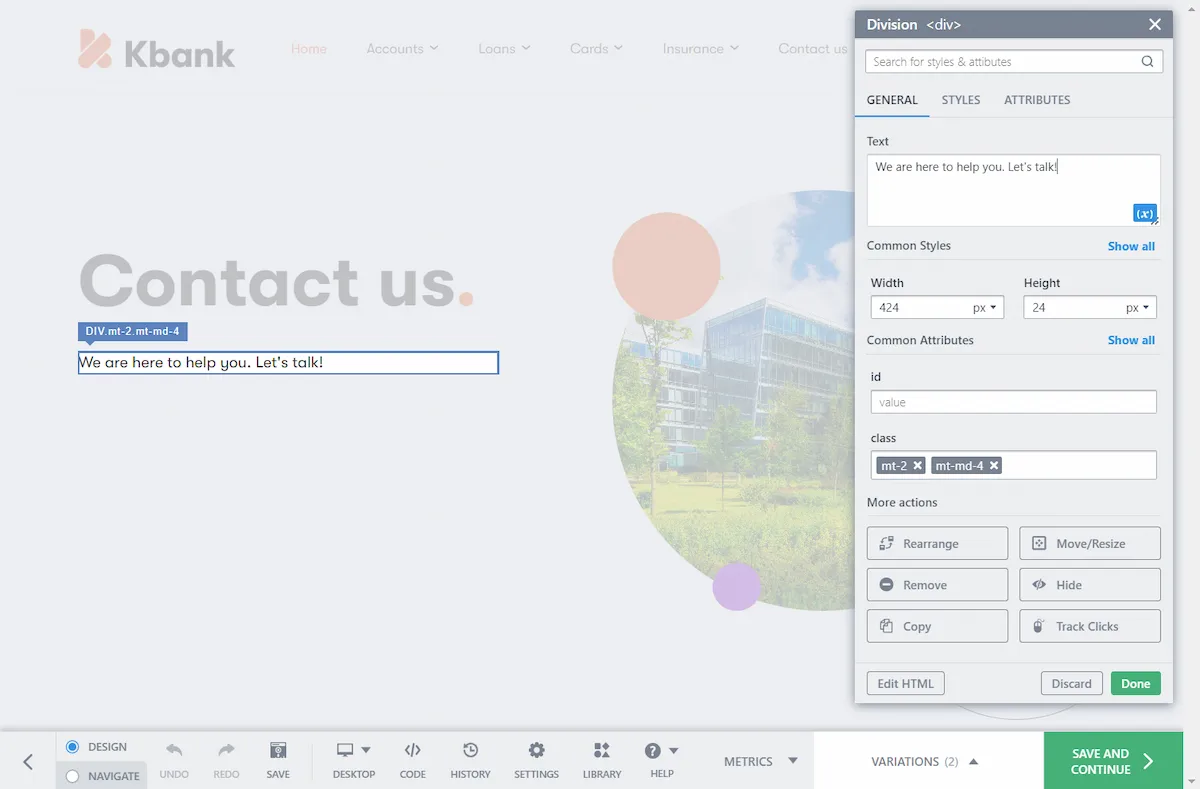 Kbank
Home Accounts Loans Cards Insurance Contact us
Contact us.
DIV.mt-2.mt-md-4
We are here to help you. Let's talk!
Division <div>
Search for styles & attibutes
GENERAL STYLES ATTRIBUTES
Text
We are here to help you. Let's talk!
(x)
Common Styles Show all
Width Height
424 px 24 px
Common Attributes Show all
id
value
class
mt-2 mt-md-4
More actions
Rearrange Move/Resize
Remove Hide
Copy Track Clicks
Edit HTML Discard Done
DESIGN
NAVIGATE
UNDO REDO SAVE DESKTOP CODE HISTORY SETTINGS LIBRARY HELP
METRICS
VARIATIONS (2)
SAVE AND
CONTINUE